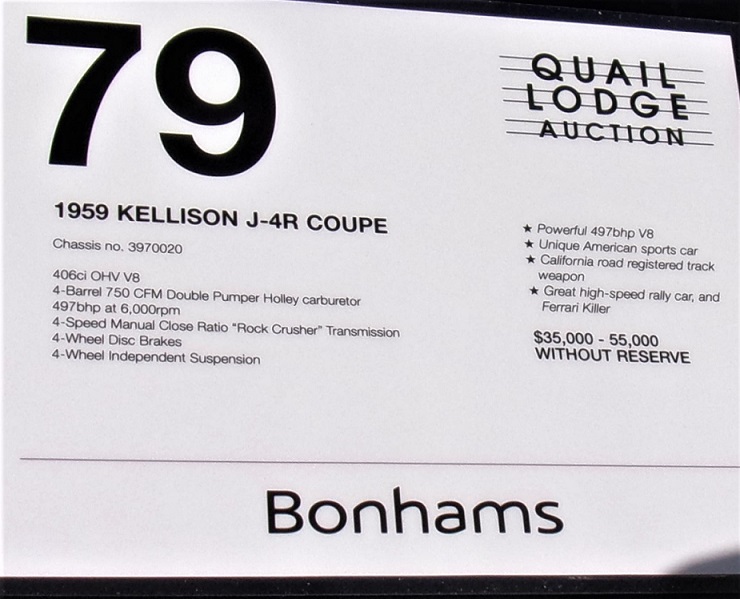 79
QUAIL
LODGE
AUCTION
1959 KELLISON J-4R COUPE
Chassis no. 3970020
406ci OHV V8
4-Barrel 750 CFM Double Pumper Holley carburetor
497bhp at 6,000rpm
4-Speed Manual Close Ratio “Rock Crusher” Transmission
4-Wheel Disc Brakes
4-Wheel Independent Suspension
★ Powerful 497bhp V8
★ Unique American sports car
★ California road registered track
weapon
★ Great high-speed rally car, and
Ferrari Killer
$35,000 - 55,000
WITHOUT RESERVE
Bonhams